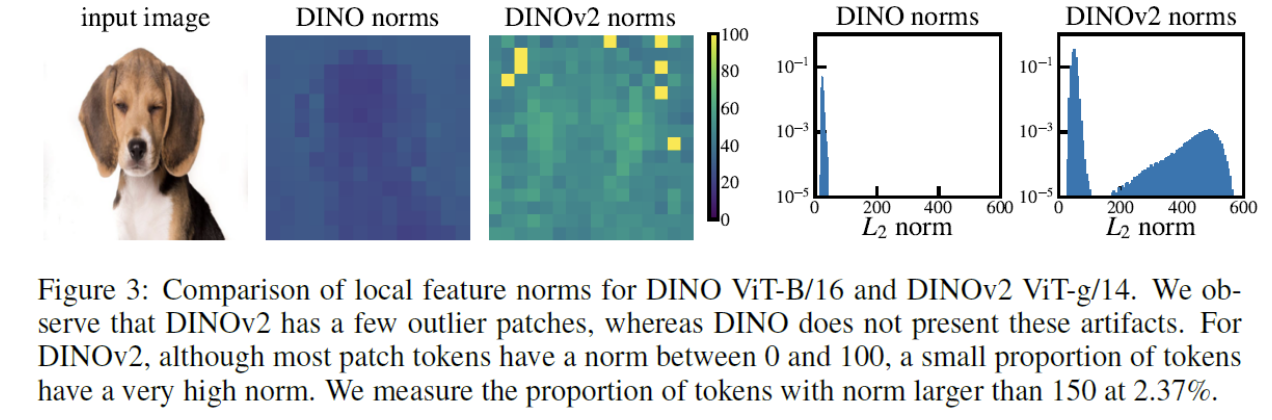 input image
DINO norms
DINOv2 norms
100
80
60
40
20
0
DINO norms
10⁻¹
10⁻³
10⁻⁵
0 200 400 600
L₂ norm
DINOv2 norms
10⁻¹
10⁻³
10⁻⁵
0 200 400 600
L₂ norm
Figure 3: Comparison of local feature norms for DINO ViT-B/16 and DINOv2 ViT-g/14. We ob-
serve that DINOv2 has a few outlier patches, whereas DINO does not present these artifacts. For
DINOv2, although most patch tokens have a norm between 0 and 100, a small proportion of tokens
have a very high norm. We measure the proportion of tokens with norm larger than 150 at 2.37%.